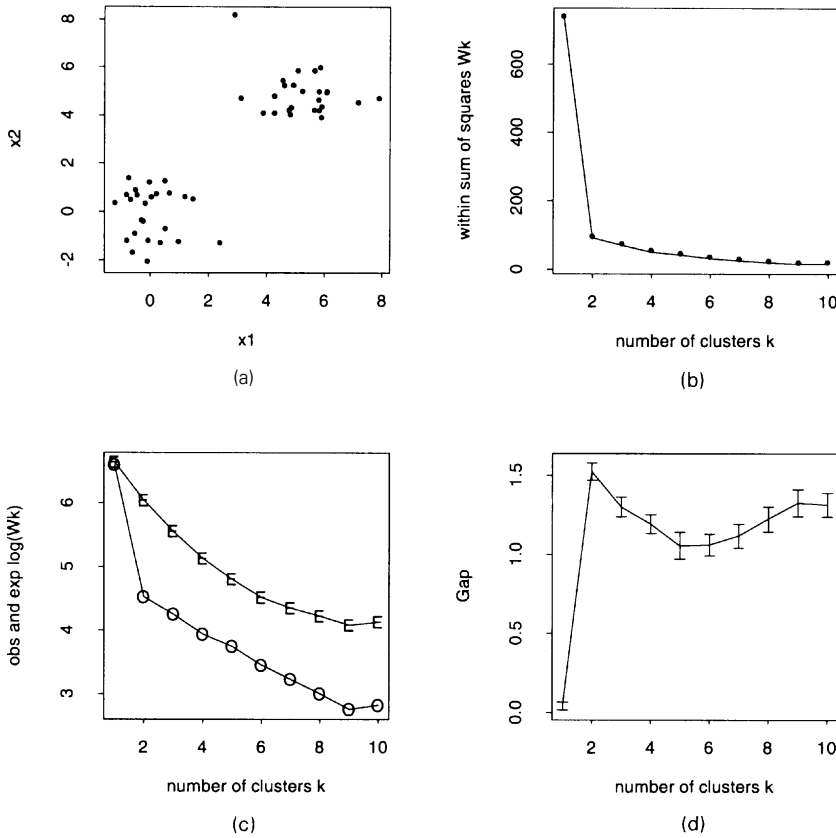 x2
8
6
4
2
0
-2
0
2
4
6
8
x1
(a)
within sum of squares Wk
600
400
200
0
2
4
6
8
10
number of clusters k
(b)
obs and exp log(Wk)
6
5
4
3
E
E
E
E
E
E
E
E
E
E
O
O
O
O
O
O
O
O
O
O
2
4
6
8
10
number of clusters k
(c)
Gap
1.5
1.0
0.5
0.0
2
4
6
8
10
number of clusters k
(d)